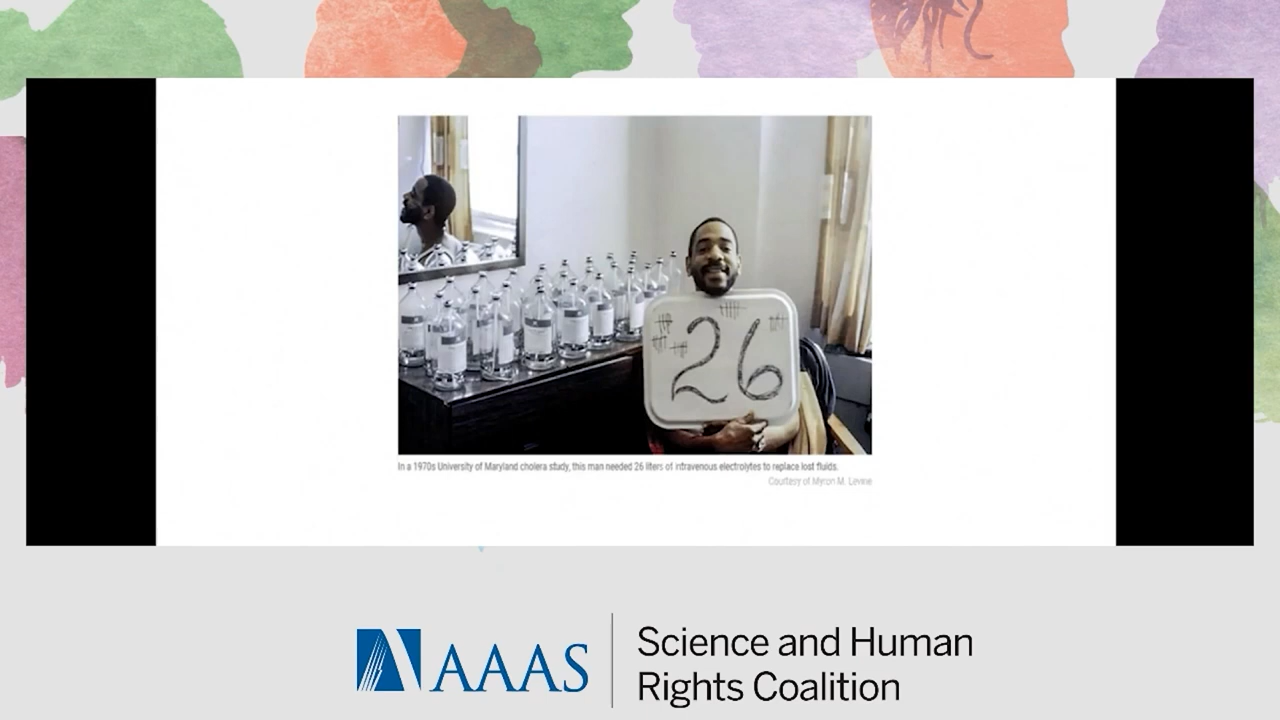 26
In a 1970s University of Maryland cholera study, this man needed 26 liters of intravenous electrolytes to replace lost fluids.
Courtesy of Myron M. Levine
AAAS
Science and Human
Rights Coalition